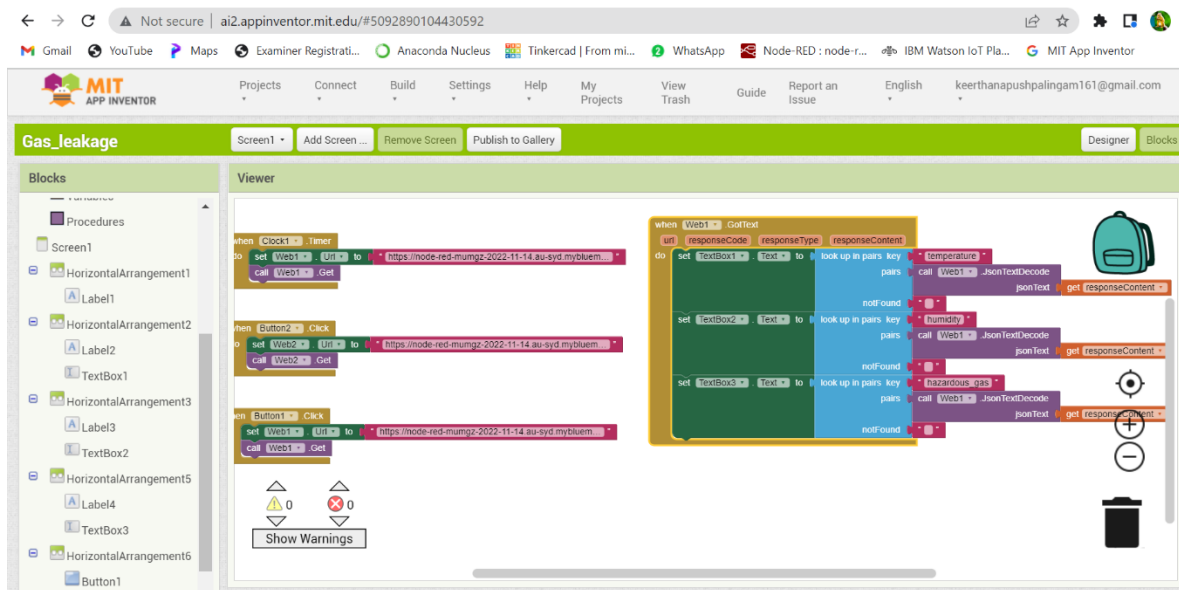 Not secure | ai2.appinventor.mit.edu/#5092890104430592
Gmail YouTube Maps Examiner Registrati... Anaconda Nucleus Tinkercad | From mi... WhatsApp Node-RED : node-r... IBM Watson IoT Pla... MIT App Inventor
MIT
APP INVENTOR
Projects Connect Build Settings Help My Projects View Trash Guide Report an Issue English keerthanapushpalingam161@gmail.com
Gas_leakage Screen1 Add Screen ... Remove Screen Publish to Gallery Designer Blocks
Blocks
Procedures
Screen1
HorizontalArrangement1
Label1
HorizontalArrangement2
Label2
TextBox1
HorizontalArrangement3
Label3
TextBox2
HorizontalArrangement5
Label4
TextBox3
HorizontalArrangement6
Button1
Viewer
when Clock1 .Timer
do set Web1 . Url to " https://node-red-mumgz-2022-11-14.au-syd.mybluem... "
call Web1 .Get
when Button2 .Click
set Web2 . Url to " https://node-red-mumgz-2022-11-14.au-syd.mybluem... "
call Web2 .Get
Button1 .Click
set Web1 . Url to " https://node-red-mumgz-2022-11-14.au-syd.mybluem... "
call Web1 .Get
0 0
Show Warnings
when Web1 .GotText
url responseCode responseType responseContent
do set TextBox1 . Text to look up in pairs key " temperature "
pairs call Web1 .JsonTextDecode
jsonText get responseContent
notFound " "
set TextBox2 . Text to look up in pairs key " humidity "
pairs call Web1 .JsonTextDecode
jsonText get responseContent
notFound " "
set TextBox3 . Text to look up in pairs key " hazardous_gas "
pairs call Web1 .JsonTextDecode
jsonText get responseContent
notFound " "